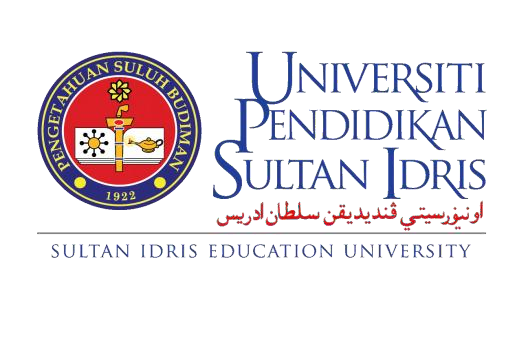 PENGETAHUAN SULUH BUDIMAN
1922
UNIVERSITI
PENDIDIKAN
SULTAN IDRIS
اونيۏرسيتي ڤنديديقن سلطان ادريس
SULTAN IDRIS EDUCATION UNIVERSITY